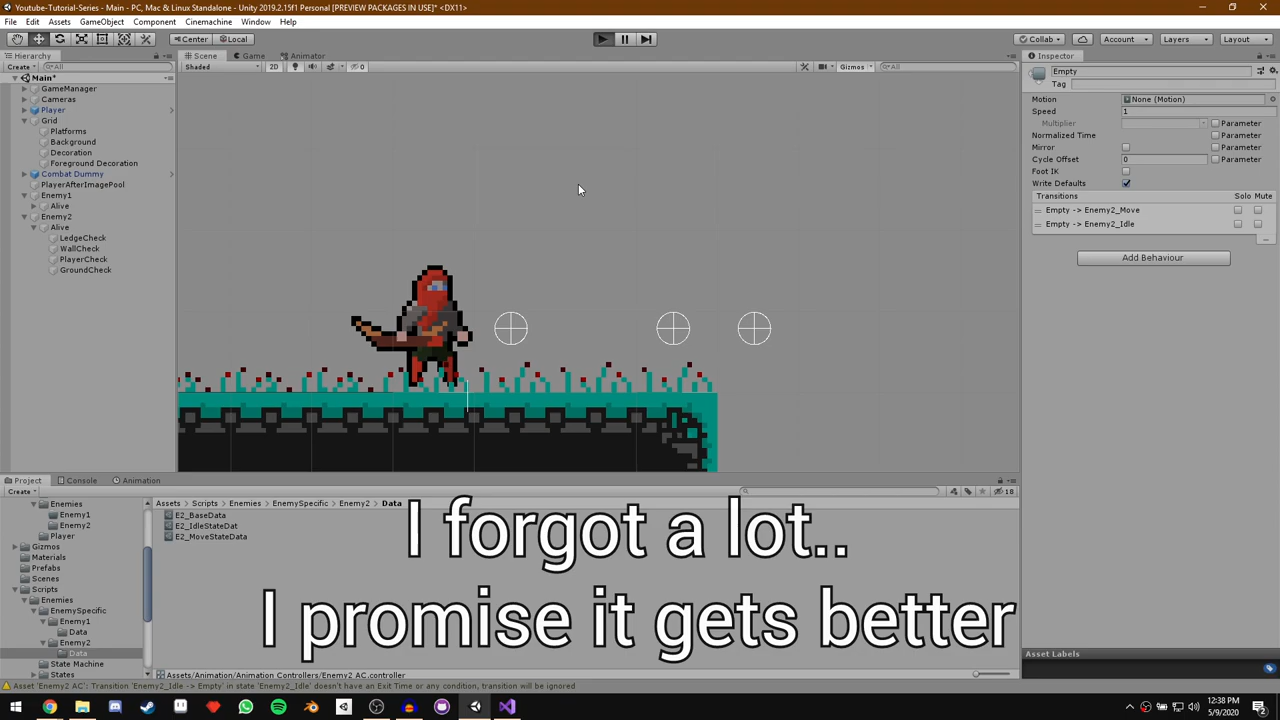 Youtube-Tutorial-Series - Main - PC, Mac & Linux Standalone - Unity 2019.2.15f1 Personal [PREVIEW PACKAGES IN USE]* <DX11>
File Edit Assets GameObject Component Cinemachine Window Help
Center Local Collab Account Layers Layout
Hierarchy Scene Game Animator Inspector
Create All Shaded 2D 0 Gizmos All
Main*
GameManager
Cameras
Player
Grid
Platforms
Background
Decoration
Foreground Decoration
Combat Dummy
PlayerAfterImagePool
Enemy1
Alive
Enemy2
Alive
LedgeCheck
WallCheck
PlayerCheck
GroundCheck
Empty
Tag
Motion None (Motion)
Speed 1
Multiplier Parameter
Normalized Time Parameter
Mirror Parameter
Cycle Offset 0 Parameter
Foot IK
Write Defaults
Transitions Solo Mute
Empty -> Enemy2_Move
Empty -> Enemy2_Idle
Add Behaviour
Project Console Animation
Create 18
Enemies
Enemy1
Enemy2
Player
Gizmos
Materials
Prefabs
Scenes
Scripts
Enemies
EnemySpecific
Enemy1
Data
Enemy2
Data
State Machine
States
Assets > Scripts > Enemies > EnemySpecific > Enemy2 > Data
E2_BaseData
E2_IdleStateDat
E2_MoveStateData
I forgot a lot..
I promise it gets better
Assets/Animation/Animation Controllers/Enemy2 AC.controller
Asset Labels
Asset 'Enemy2 AC': Transition 'Enemy2_Idle -> Empty' in state 'Enemy2_Idle' doesn't have an Exit Time or any condition, transition will be ignored
12:38 PM
5/9/2020
2